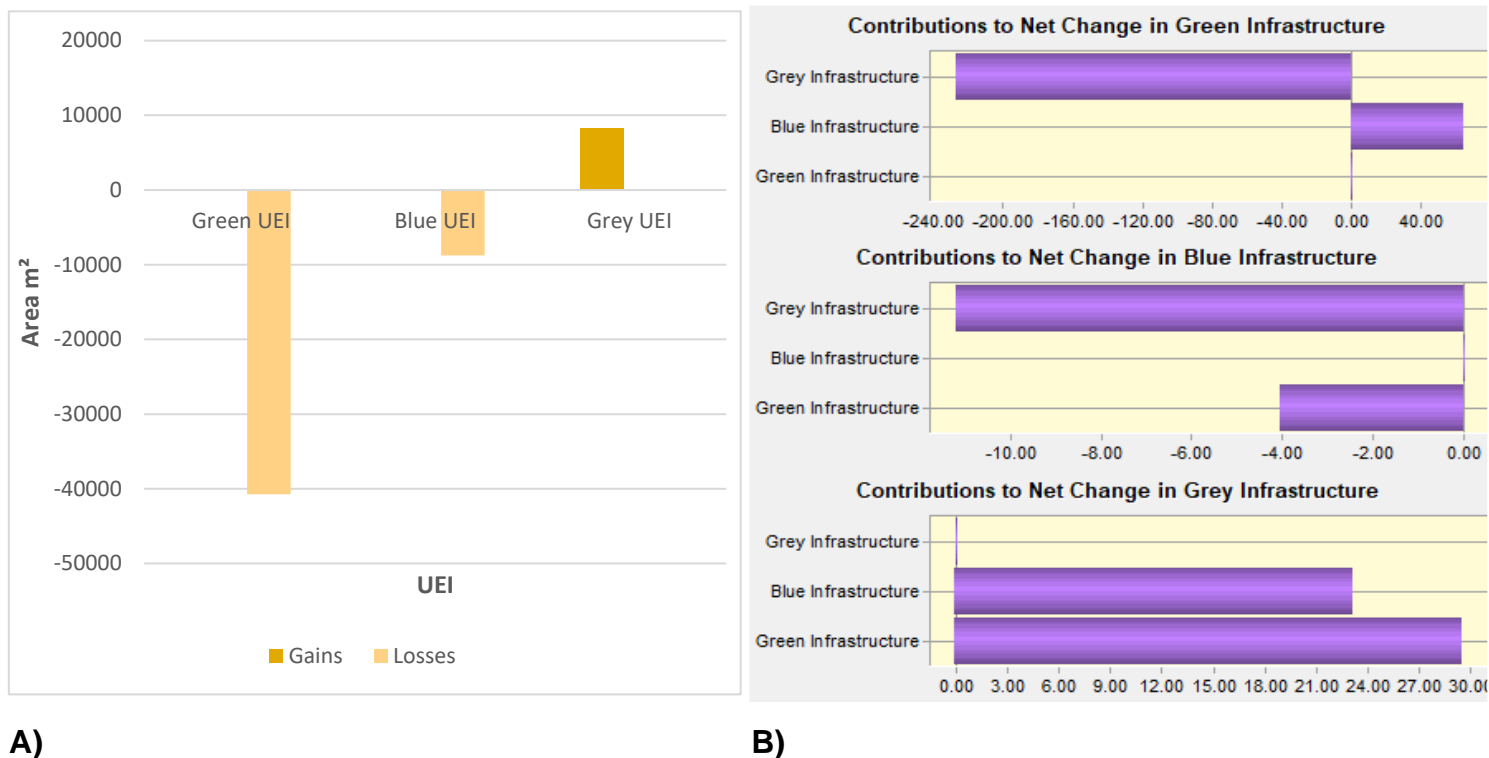 20000
10000
0
-10000
-20000
-30000
-40000
-50000
Area m²
Green UEI Blue UEI Grey UEI
UEI
Gains Losses
A)
Contributions to Net Change in Green Infrastructure
Grey Infrastructure
Blue Infrastructure
Green Infrastructure
-240.00 -200.00 -160.00 -120.00 -80.00 -40.00 0.00 40.00
Contributions to Net Change in Blue Infrastructure
Grey Infrastructure
Blue Infrastructure
Green Infrastructure
-10.00 -8.00 -6.00 -4.00 -2.00 0.00
Contributions to Net Change in Grey Infrastructure
Grey Infrastructure
Blue Infrastructure
Green Infrastructure
0.00 3.00 6.00 9.00 12.00 15.00 18.00 21.00 24.00 27.00 30.00
B)